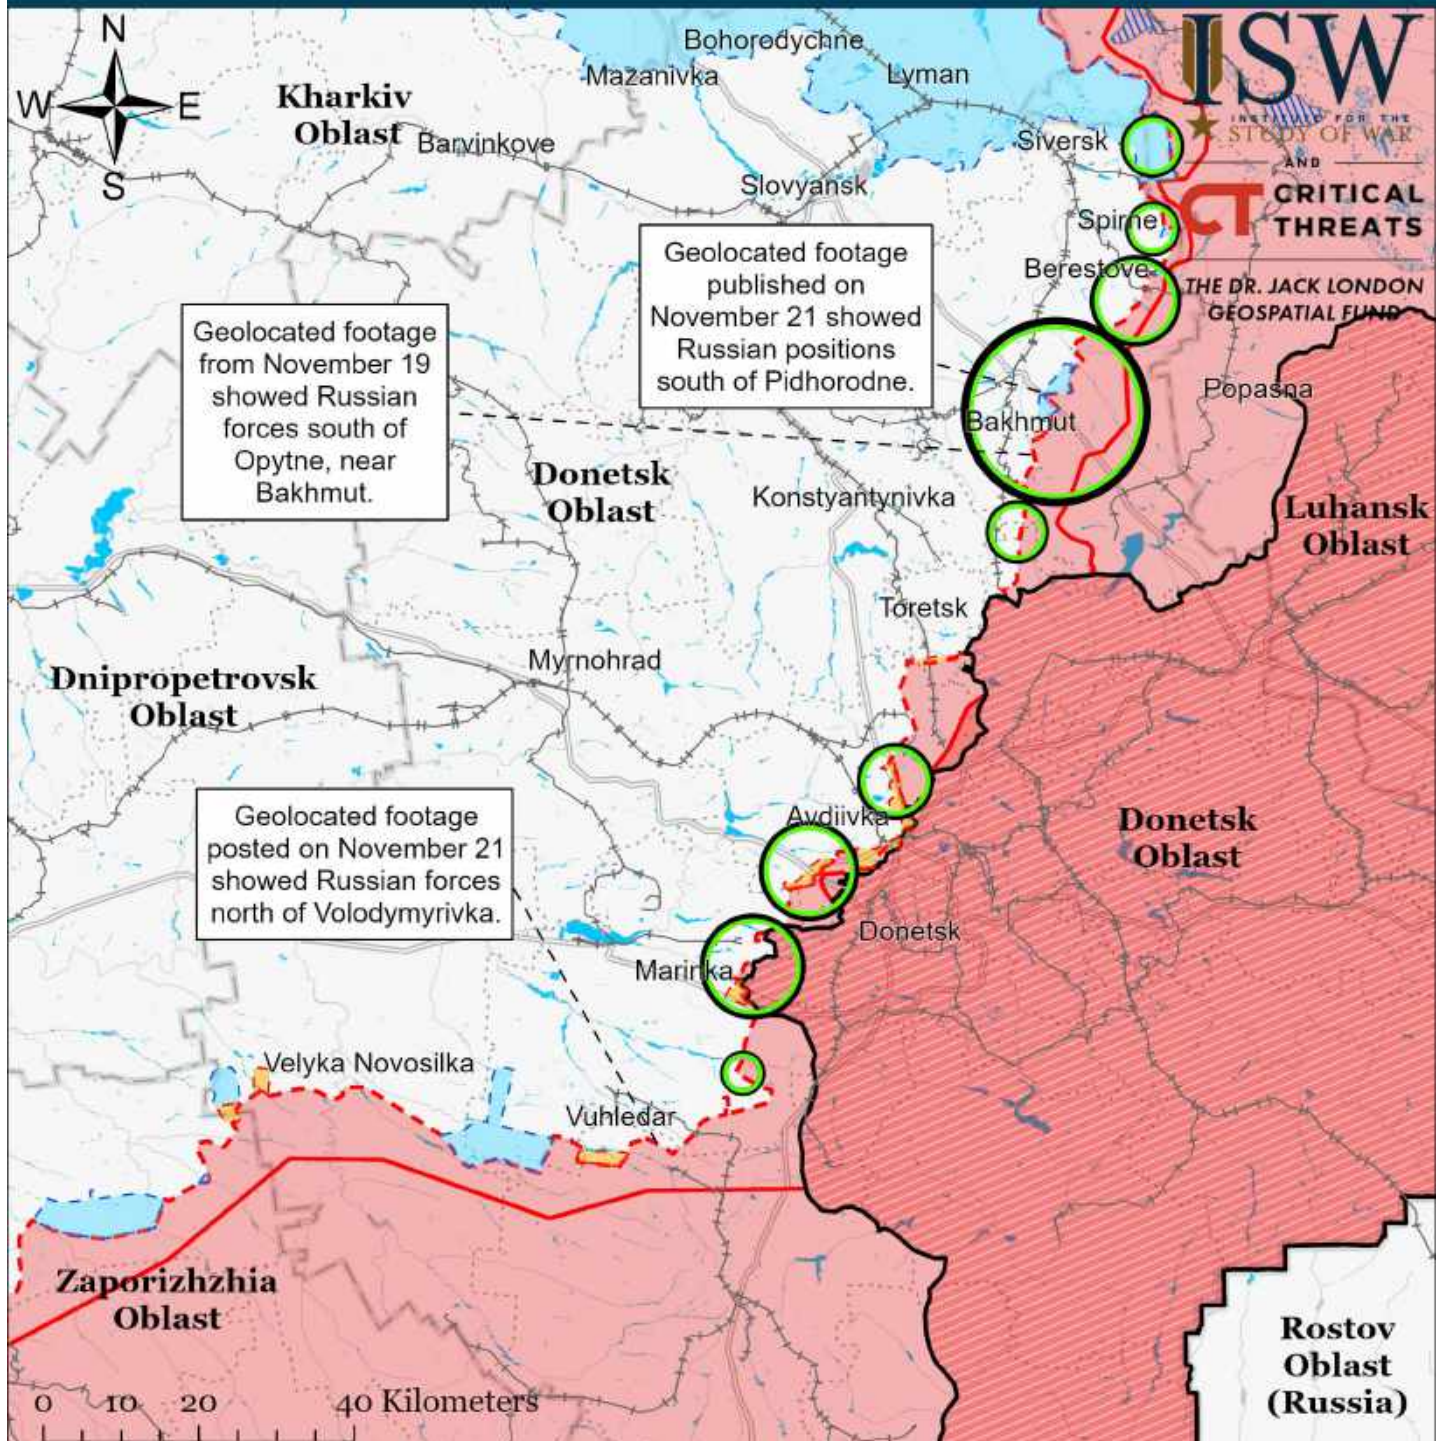 N
W
E
S
Kharkiv
Oblast
Bohorodychne
Mazanivka
Lyman
Barvinkove
Slovyansk
Siversk
Spirne
Berestove
ISW
INSTITUTE FOR THE
STUDY OF WAR
AND
CT CRITICAL
THREATS
THE DR. JACK LONDON
GEOSPATIAL FUND
Geolocated footage
published on
November 21 showed
Russian positions
south of Pidhorodne.
Geolocated footage
from November 19
showed Russian
forces south of
Opytne, near
Bakhmut.
Popasna
Bakhmut
Donetsk
Oblast
Konstyantynivka
Luhansk
Oblast
Toretsk
Myrnohrad
Dnipropetrovsk
Oblast
Geolocated footage
posted on November 21
showed Russian forces
north of Volodymyrivka.
Avdiivka
Donetsk
Oblast
Donetsk
Marinka
Velyka Novosilka
Vuhledar
Zaporizhzhia
Oblast
Rostov
Oblast
(Russia)
0 10 20 40 Kilometers